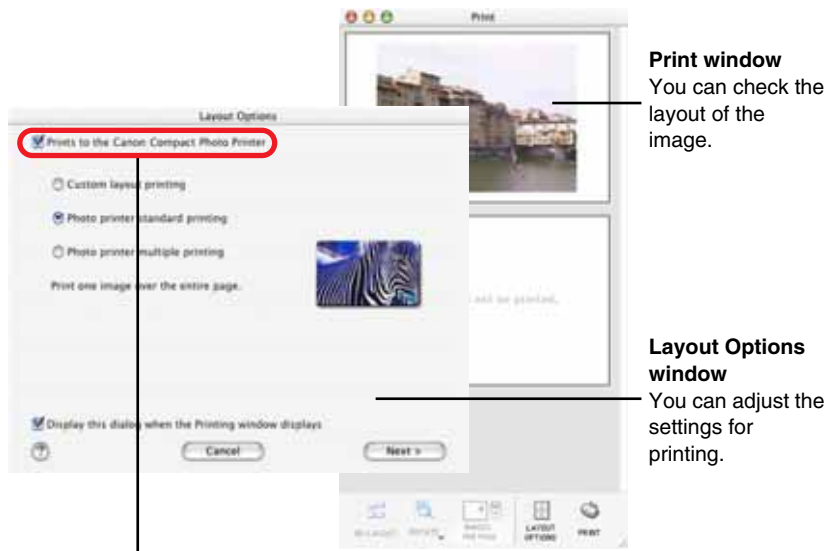 Print
Print window
You can check the
layout of the
image.
Layout Options
Prints to the Canon Compact Photo Printer
Custom layout printing
Photo printer standard printing
Photo printer multiple printing
Print one image over the entire page.
not be printed.
Layout Options
window
You can adjust the
settings for
printing.
Display this dialog when the Printing window displays
?
Cancel
Next >
LAYOUT
OPTIONS
PRINT